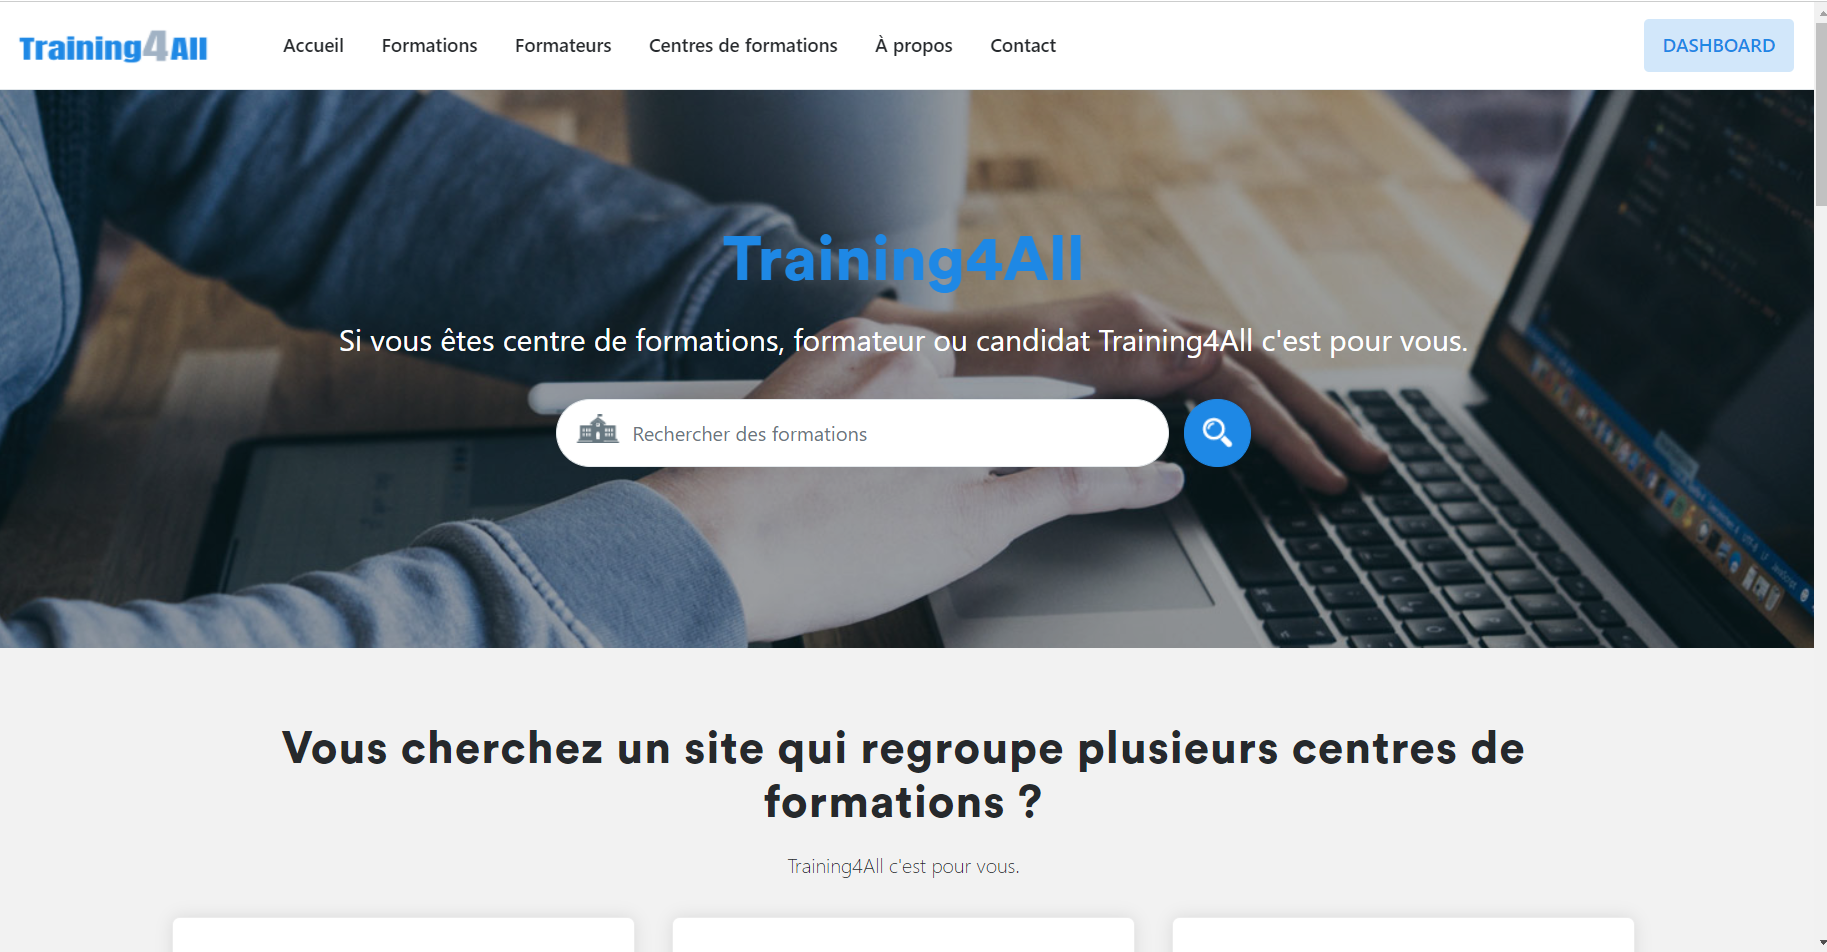 Training4All
Accueil
Formations
Formateurs
Centres de formations
À propos
Contact
DASHBOARD
Training4All
Si vous êtes centre de formations, formateur ou candidat Training4All c'est pour vous.
Rechercher des formations
Vous cherchez un site qui regroupe plusieurs centres de
formations ?
Training4All c'est pour vous.